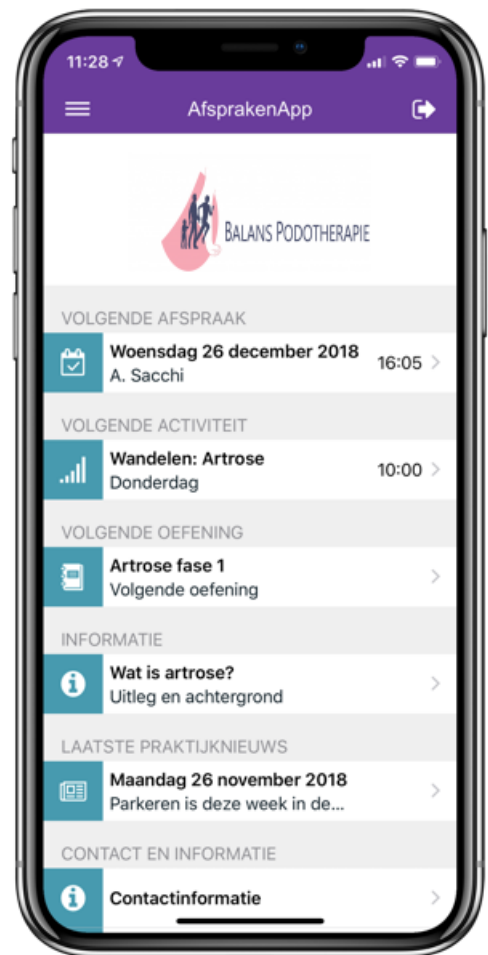 11:28
AfsprakenApp
BALANS PODOTHERAPIE
VOLGENDE AFSPRAAK
Woensdag 26 december 2018
A. Sacchi
16:05
VOLGENDE ACTIVITEIT
Wandelen: Artrose
Donderdag
10:00
VOLGENDE OEFENING
Artrose fase 1
Volgende oefening
INFORMATIE
Wat is artrose?
Uitleg en achtergrond
LAATSTE PRAKTIJKNIEUWS
Maandag 26 november 2018
Parkeren is deze week in de...
CONTACT EN INFORMATIE
Contactinformatie